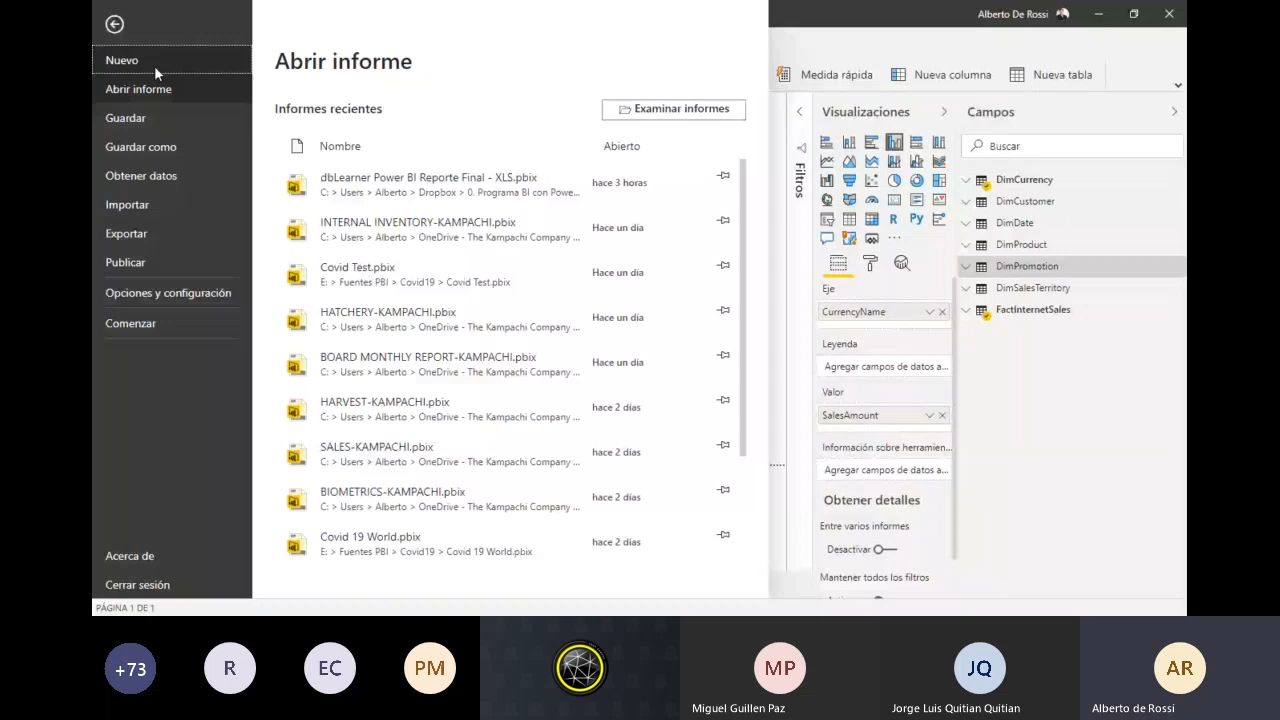 Alberto De Rossi
Nuevo
Abrir informe
Guardar
Guardar como
Obtener datos
Importar
Exportar
Publicar
Opciones y configuración
Comenzar
Acerca de
Cerrar sesión
Abrir informe
Informes recientes
Examinar informes
Nombre
Abierto
dbLearner Power BI Reporte Final - XLS.pbix
C: > Users > Alberto > Dropbox > 0. Programa BI con Powe...
hace 3 horas
INTERNAL INVENTORY-KAMPACHI.pbix
C: > Users > Alberto > OneDrive - The Kampachi Company ...
Hace un día
Covid Test.pbix
E: > Fuentes PBI > Covid19 > Covid Test.pbix
Hace un día
HATCHERY-KAMPACHI.pbix
C: > Users > Alberto > OneDrive - The Kampachi Company ...
Hace un día
BOARD MONTHLY REPORT-KAMPACHI.pbix
C: > Users > Alberto > OneDrive - The Kampachi Company ...
Hace un día
HARVEST-KAMPACHI.pbix
C: > Users > Alberto > OneDrive - The Kampachi Company ...
hace 2 días
SALES-KAMPACHI.pbix
C: > Users > Alberto > OneDrive - The Kampachi Company ...
hace 2 días
BIOMETRICS-KAMPACHI.pbix
C: > Users > Alberto > OneDrive - The Kampachi Company ...
hace 2 días
Covid 19 World.pbix
E: > Fuentes PBI > Covid19 > Covid 19 World.pbix
hace 2 días
Medida rápida
Nueva columna
Nueva tabla
Filtros
Visualizaciones
R
Py
Eje
CurrencyName
Leyenda
Agregar campos de datos a...
Valor
SalesAmount
Información sobre herramien...
Agregar campos de datos a...
Obtener detalles
Entre varios informes
Desactivar
Mantener todos los filtros
Campos
Buscar
DimCurrency
DimCustomer
DimDate
DimProduct
DimPromotion
DimSalesTerritory
FactInternetSales
PÁGINA 1 DE 1
+73
R
EC
PM
MP
Miguel Guillen Paz
JQ
Jorge Luis Quitian Quitian
AR
Alberto de Rossi